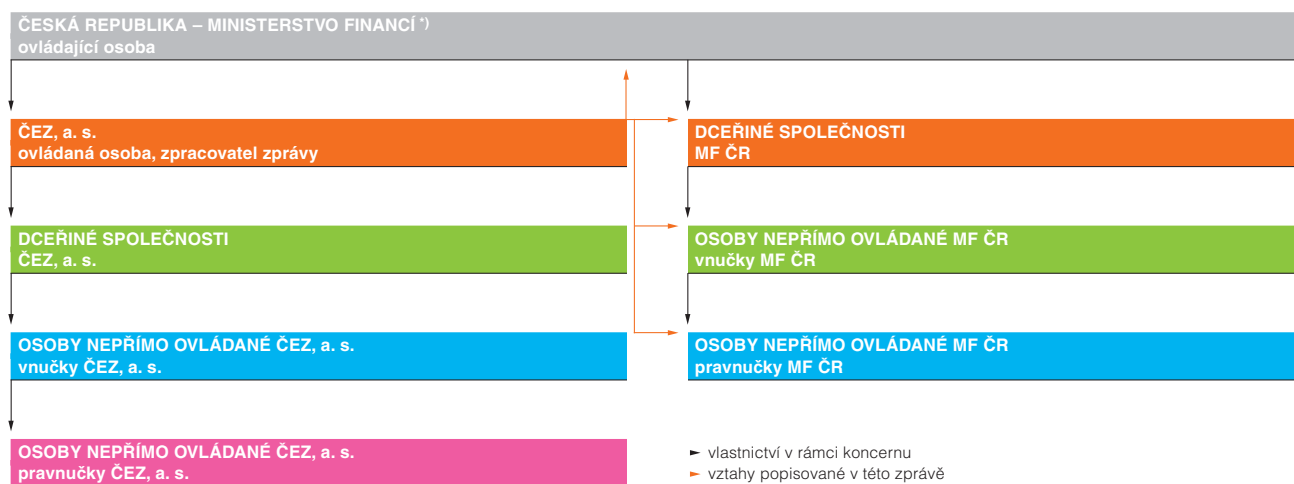 ČESKÁ REPUBLIKA – MINISTERSTVO FINANCÍ *)
ovládající osoba
ČEZ, a. s.
ovládaná osoba, zpracovatel zprávy
DCEŘINÉ SPOLEČNOSTI
MF ČR
DCEŘINÉ SPOLEČNOSTI
ČEZ, a. s.
OSOBY NEPŘÍMO OVLÁDANÉ MF ČR
vnučky MF ČR
OSOBY NEPŘÍMO OVLÁDANÉ ČEZ, a. s.
vnučky ČEZ, a. s.
OSOBY NEPŘÍMO OVLÁDANÉ MF ČR
pravnučky MF ČR
OSOBY NEPŘÍMO OVLÁDANÉ ČEZ, a. s.
pravnučky ČEZ, a. s.
vlastnictví v rámci koncernu
vztahy popisované v této zprávě